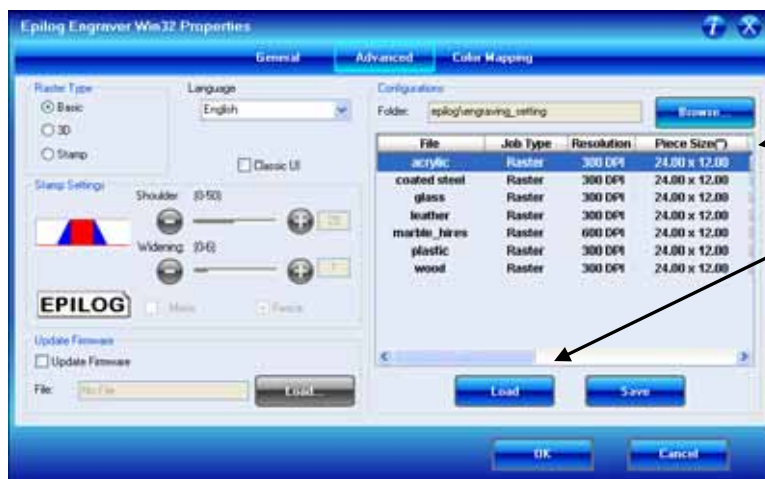 Epilog Engraver Win32 Properties
General Advanced Color Mapping
Raster Type
Basic
3D
Stamp
Language
English
Classic UI
Stamp Settings
Shoulder (0-50)
Widening (0-6)
EPILOG
Fence
Update Firmware
Update Firmware
File: No File Load...
Configurations
Folder: epilog\engraving_setting Browse...
File Job Type Resolution Piece Size(")
acrylic Raster 300 DPI 24.00 x 12.00
coated steel Raster 300 DPI 24.00 x 12.00
glass Raster 300 DPI 24.00 x 12.00
leather Raster 300 DPI 24.00 x 12.00
marble_hires Raster 600 DPI 24.00 x 12.00
plastic Raster 300 DPI 24.00 x 12.00
wood Raster 300 DPI 24.00 x 12.00
Load Save
OK Cancel